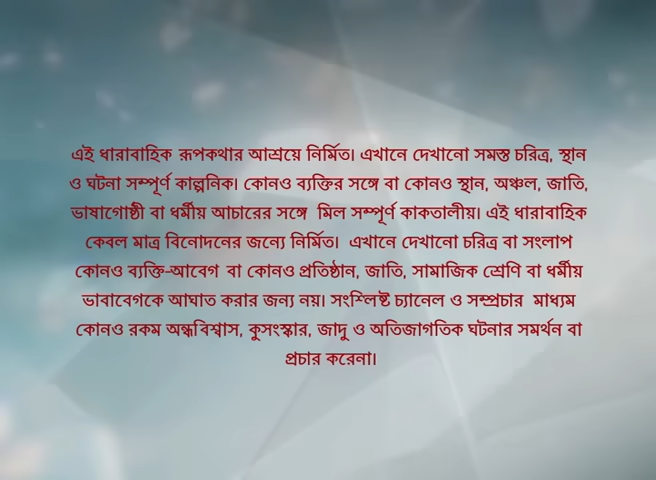 এই ধারাবাহিক রূপকথার আশ্রয়ে নির্মিত। এখানে দেখানো সমস্ত চরিত্র, স্থান
ও ঘটনা সম্পূর্ণ কাল্পনিক। কোনও ব্যক্তির সঙ্গে বা কোনও স্থান, অঞ্চল, জাতি,
ভাষাগোষ্ঠী বা ধর্মীয় আচারের সঙ্গে মিল সম্পূর্ণ কাকতালীয়। এই ধারাবাহিক
কেবল মাত্র বিনোদনের জন্যে নির্মিত। এখানে দেখানো চরিত্র বা সংলাপ
কোনও ব্যক্তি-আবেগ বা কোনও প্রতিষ্ঠান, জাতি, সামাজিক শ্রেণি বা ধর্মীয়
ভাবাবেগকে আঘাত করার জন্য নয়। সংশ্লিষ্ট চ্যানেল ও সম্প্রচার মাধ্যম
কোনও রকম অন্ধবিশ্বাস, কুসংস্কার, জাদু ও অতিজাগতিক ঘটনার সমর্থন বা
প্রচার করেনা।